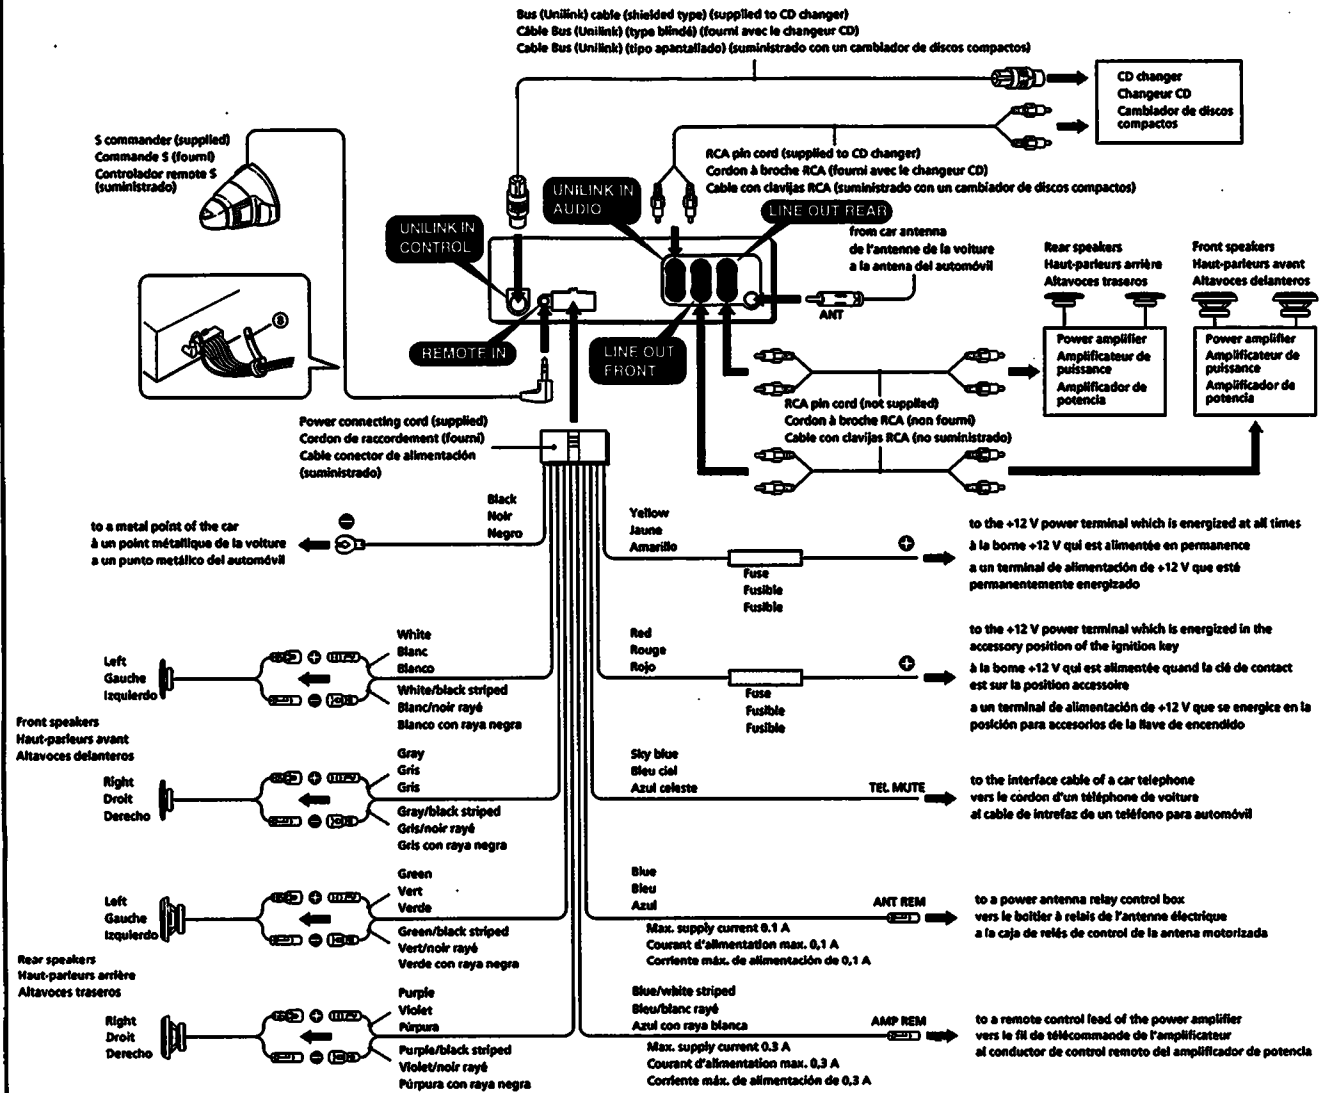 Bus (Unilink) cable (shielded type) (supplied to CD changer)
Câble Bus (Unilink) (type blindé) (fourni avec le changeur CD)
Cable Bus (Unilink) (tipo apantallado) (suministrado con un cambiador de discos compactos)
CD changer
Changeur CD
Cambiador de discos
compactos
S commander (supplied)
Commande S (fourni)
Controlador remote S
(suministrado)
RCA pin cord (supplied to CD changer)
Cordon à broche RCA (fourni avec le changeur CD)
Cable con clavijas RCA (suministrado con un cambiador de discos compactos)
UNILINK IN
AUDIO
LINE OUT REAR
UNILINK IN
CONTROL
from car antenna
de l'antenne de la voiture
a la antena del automóvil
Rear speakers
Haut-parleurs arrière
Altavoces traseros
Front speakers
Haut-parleurs avant
Altavoces delanteros
ANT
REMOTE IN
LINE OUT
FRONT
Power amplifier
Amplificateur de
puissance
Amplificador de
potencia
Power amplifier
Amplificateur de
puissance
Amplificador de
potencia
RCA pin cord (not supplied)
Cordon à broche RCA (non fourni)
Cable con clavijas RCA (no suministrado)
Power connecting cord (supplied)
Cordon de raccordement (fourni)
Cable conector de alimentación
(suministrado)
Black
Noir
Negro
to a metal point of the car
à un point métallique de la voiture
a un punto metálico del automóvil
Yellow
Jaune
Amarillo
Fuse
Fusible
Fusible
to the +12 V power terminal which is energized at all times
à la borne +12 V qui est alimentée en permanence
a un terminal de alimentación de +12 V que esté
permanentemente energizado
White
Blanc
Blanco
Left
Gauche
Izquierdo
White/black striped
Blanc/noir rayé
Blanco con raya negra
Red
Rouge
Rojo
Fuse
Fusible
Fusible
to the +12 V power terminal which is energized in the
accessory position of the ignition key
à la borne +12 V qui est alimentée quand la clé de contact
est sur la position accessoire
a un terminal de alimentación de +12 V que se energice en la
posición para accesorios de la llave de encendido
Front speakers
Haut-parleurs avant
Altavoces delanteros
Gray
Gris
Gris
Right
Droit
Derecho
Gray/black striped
Gris/noir rayé
Gris con raya negra
Sky blue
Bleu ciel
Azul celeste
TEL MUTE
to the interface cable of a car telephone
vers le cordon d'un téléphone de voiture
al cable de intrefaz de un teléfono para automóvil
Green
Vert
Verde
Left
Gauche
Izquierdo
Green/black striped
Vert/noir rayé
Verde con raya negra
Blue
Bleu
Azul
ANT REM
Max. supply current 0.1 A
Courant d'alimentation max. 0,1 A
Corriente máx. de alimentación de 0,1 A
to a power antenna relay control box
vers le boîtier à relais de l'antenne électrique
a la caja de relés de control de la antena motorizada
Rear speakers
Haut-parleurs arrière
Altavoces traseros
Purple
Violet
Púrpura
Right
Droit
Derecho
Purple/black striped
Violet/noir rayé
Púrpura con raya negra
Blue/white striped
Bleu/blanc rayé
Azul con raya blanca
AMP REM
Max. supply current 0.3 A
Courant d'alimentation max. 0,3 A
Corriente máx. de alimentación de 0,3 A
to a remote control lead of the power amplifier
vers le fil de télécommande de l'amplificateur
al conductor de control remoto del amplificador de potencia